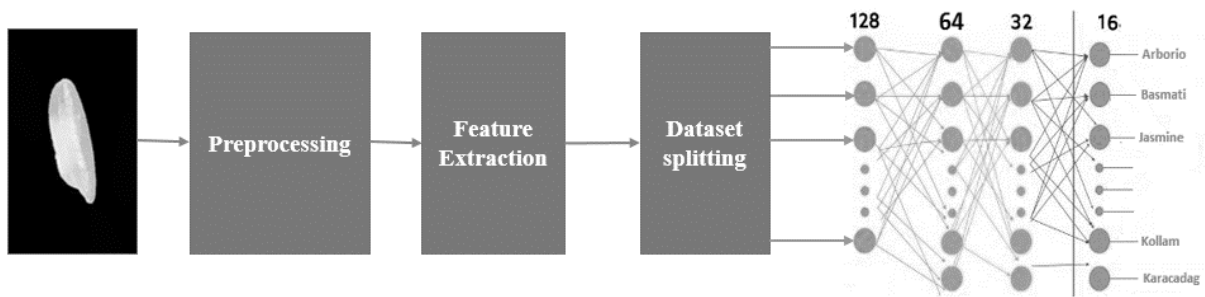 128
64
32
16
Preprocessing
Feature
Extraction
Dataset
splitting
Arborio
Basmati
Jasmine
Kollam
Karacadag